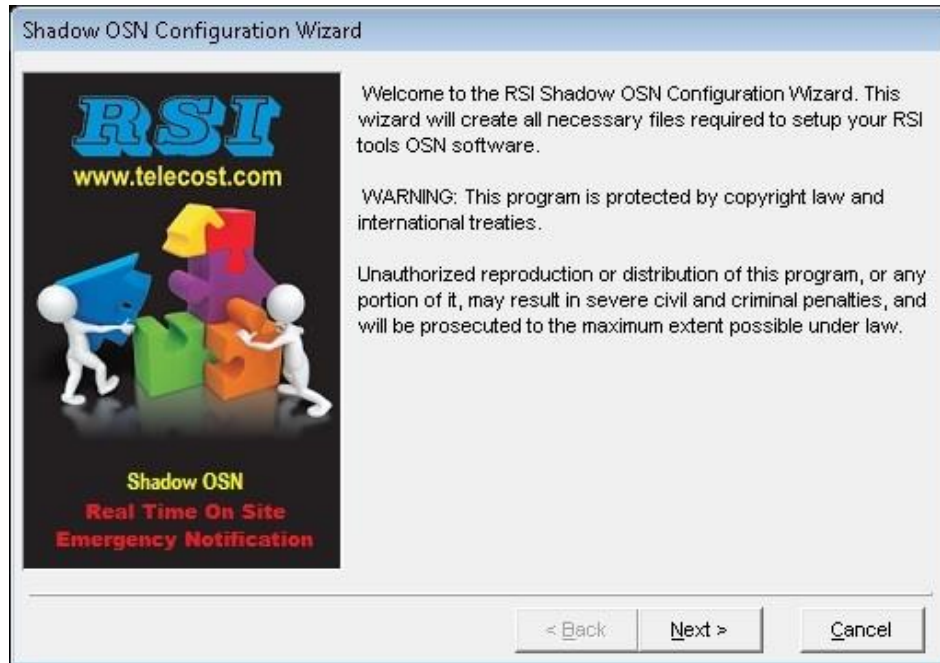 Shadow OSN Configuration Wizard
RSI
www.telecost.com
Shadow OSN
Real Time On Site
Emergency Notification
Welcome to the RSI Shadow OSN Configuration Wizard. This
wizard will create all necessary files required to setup your RSI
tools OSN software.
WARNING: This program is protected by copyright law and
international treaties.
Unauthorized reproduction or distribution of this program, or any
portion of it, may result in severe civil and criminal penalties, and
will be prosecuted to the maximum extent possible under law.
< Back
Next >
Cancel